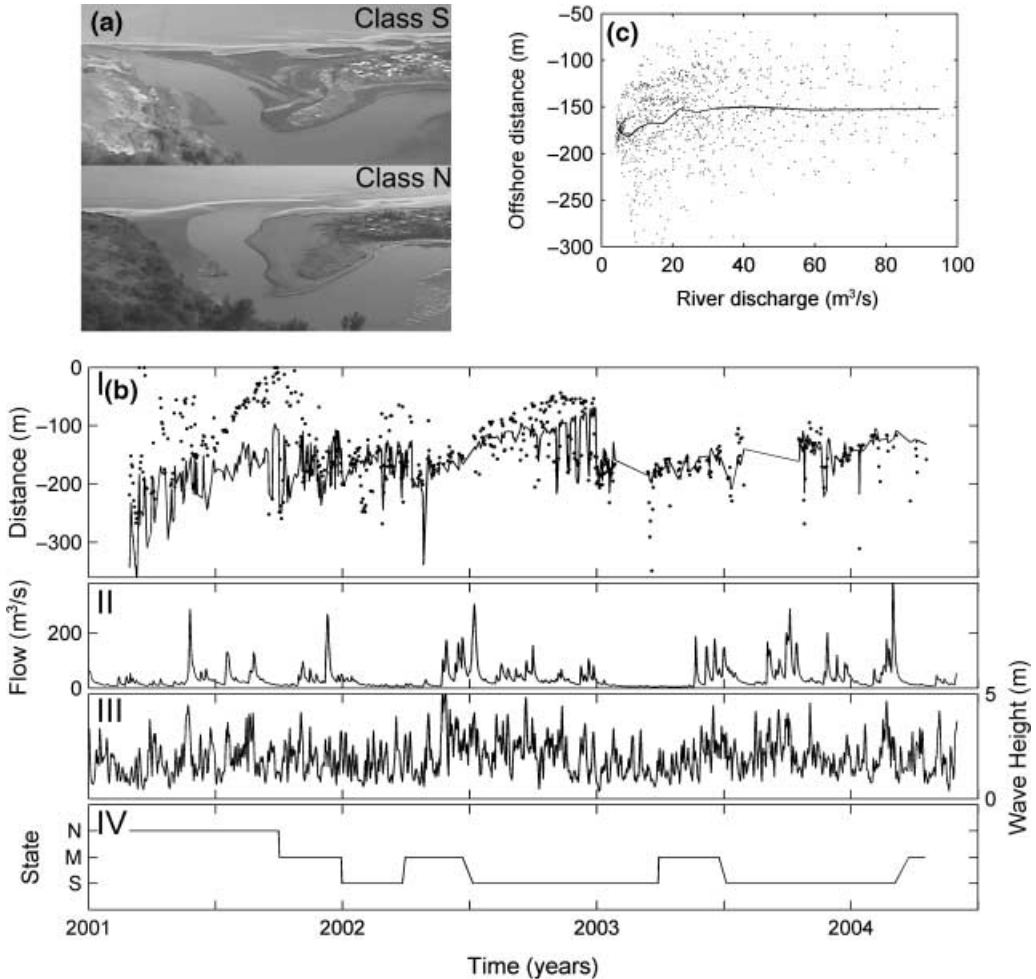 (a)
Class S
Class N
(c)
Offshore distance (m)
−50
−100
−150
−200
−250
−300
0
20
40
60
80
100
River discharge (m³/s)
I (b)
Distance (m)
0
−100
−200
−300
II
Flow (m³/s)
200
0
III
5
0
Wave Height (m)
IV
State
N
M
S
2001
2002
2003
2004
Time (years)